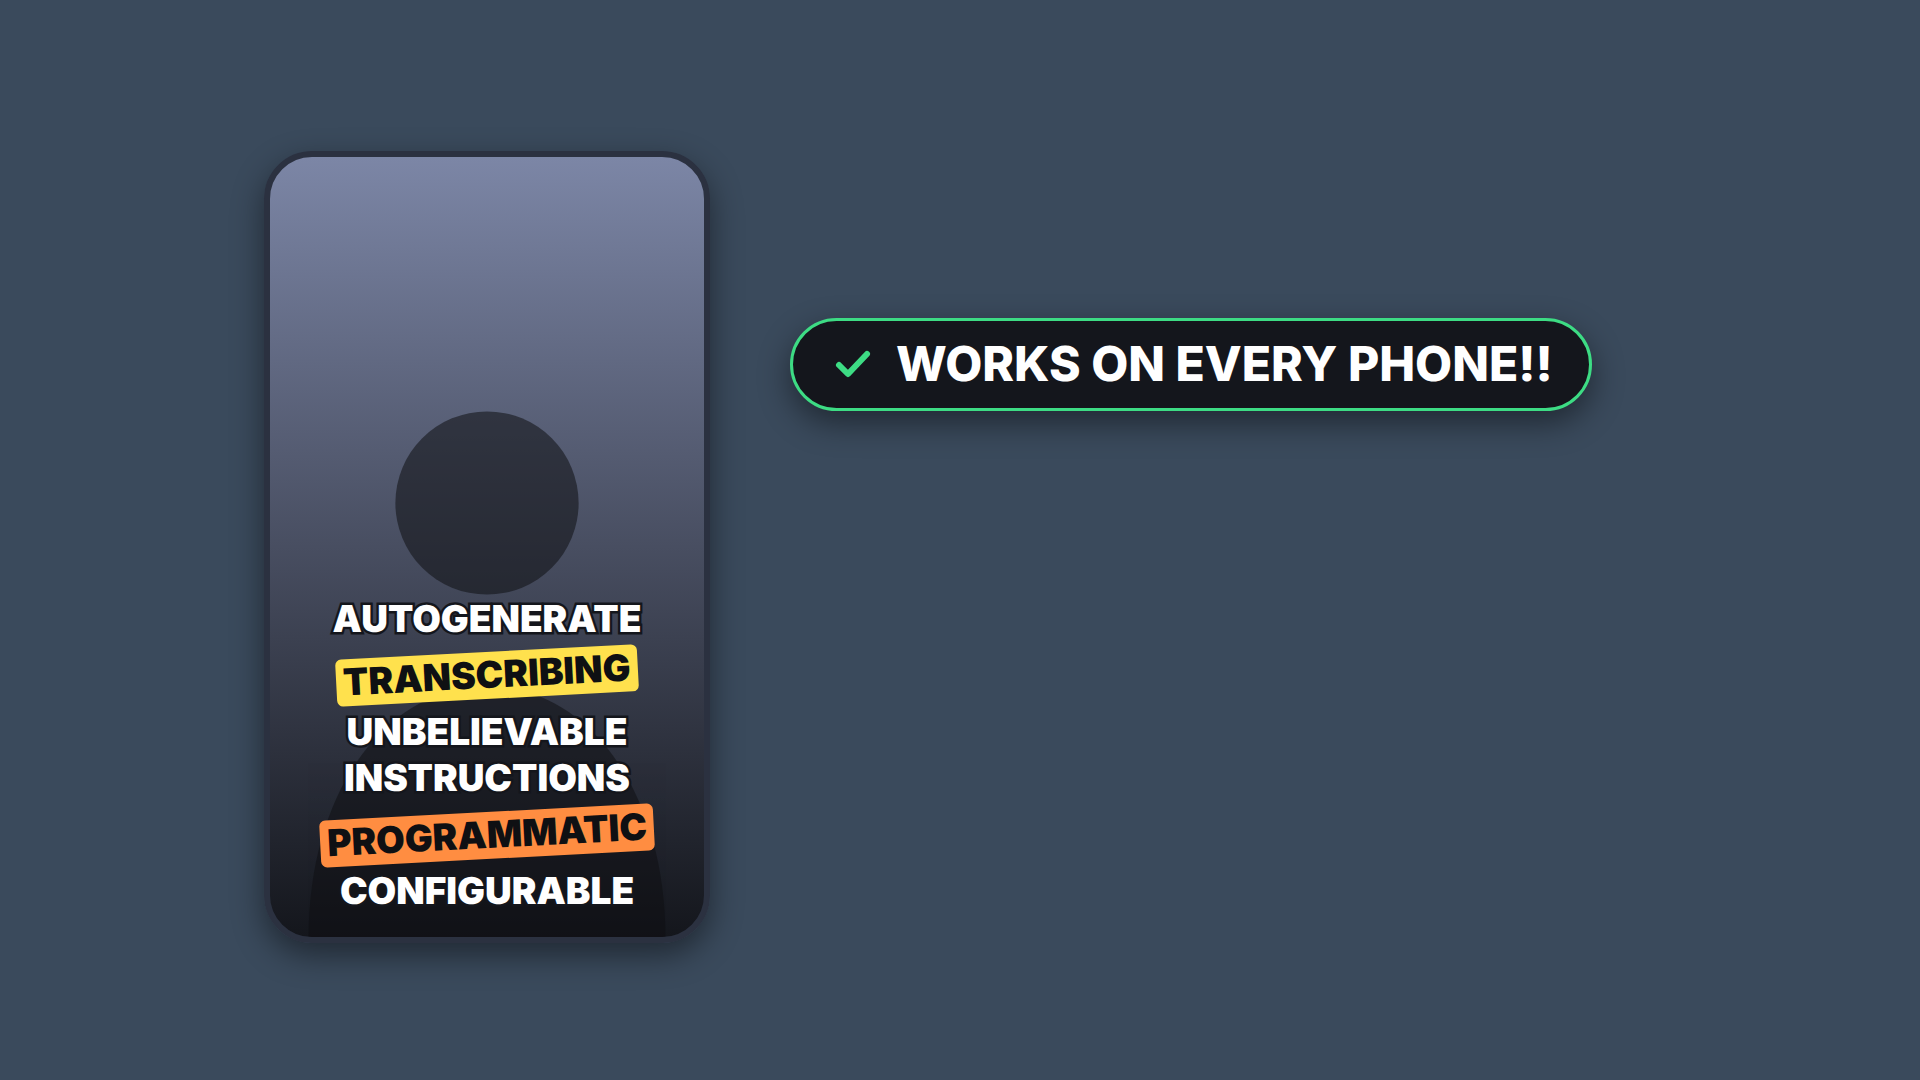 AUTOGENERATE
TRANSCRIBING
UNBELIEVABLE
INSTRUCTIONS
PROGRAMMATIC
CONFIGURABLE
WORKS ON EVERY PHONE!!